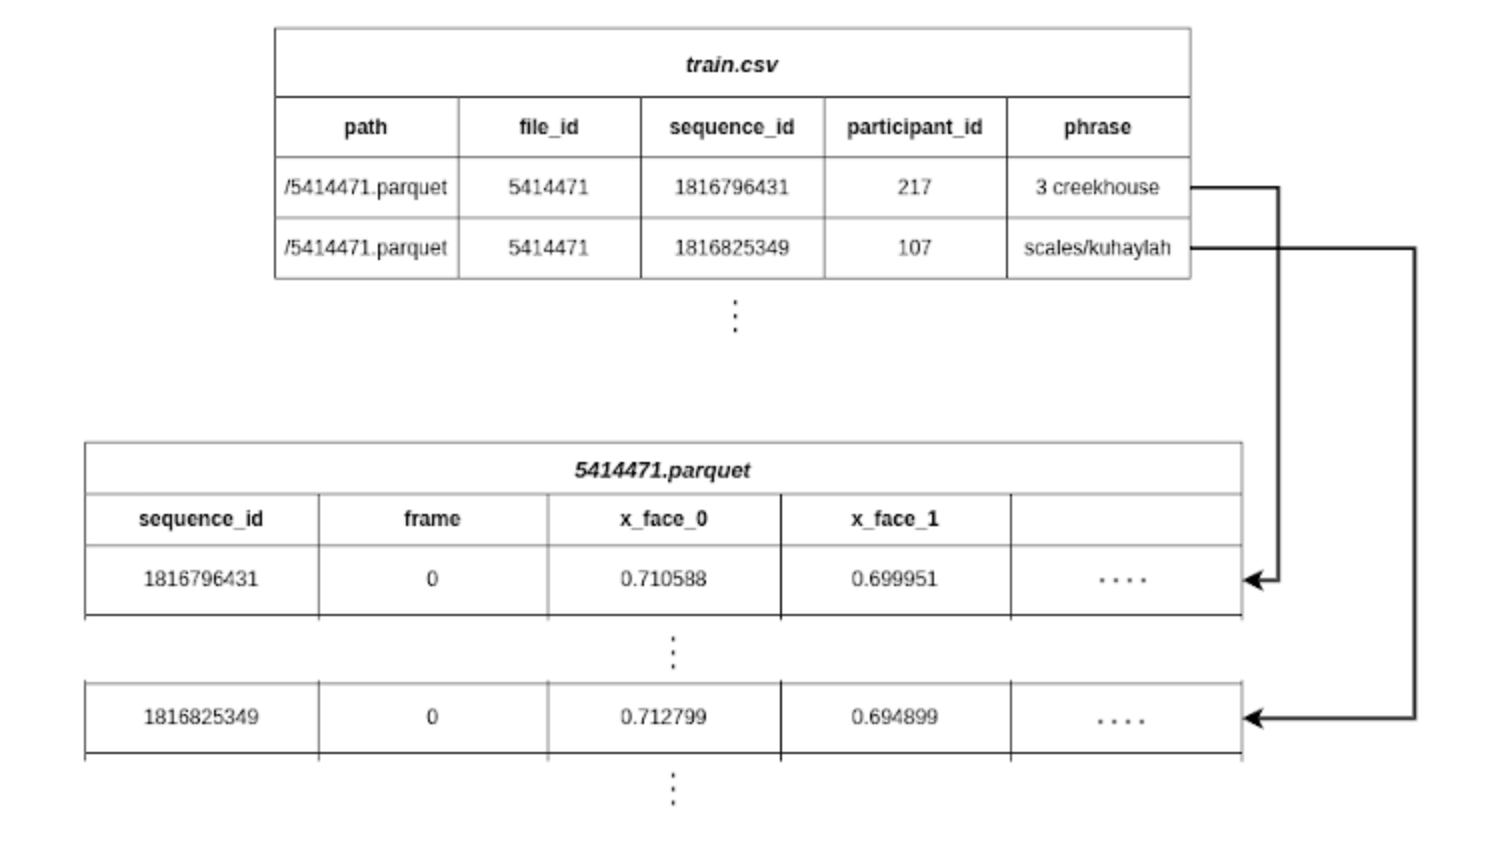 train.csv
path file_id sequence_id participant_id phrase
/5414471.parquet 5414471 1816796431 217 3 creekhouse
/5414471.parquet 5414471 1816825349 107 scales/kuhaylah
5414471.parquet
sequence_id frame x_face_0 x_face_1
1816796431 0 0.710588 0.699951 ....
1816825349 0 0.712799 0.694899 ....